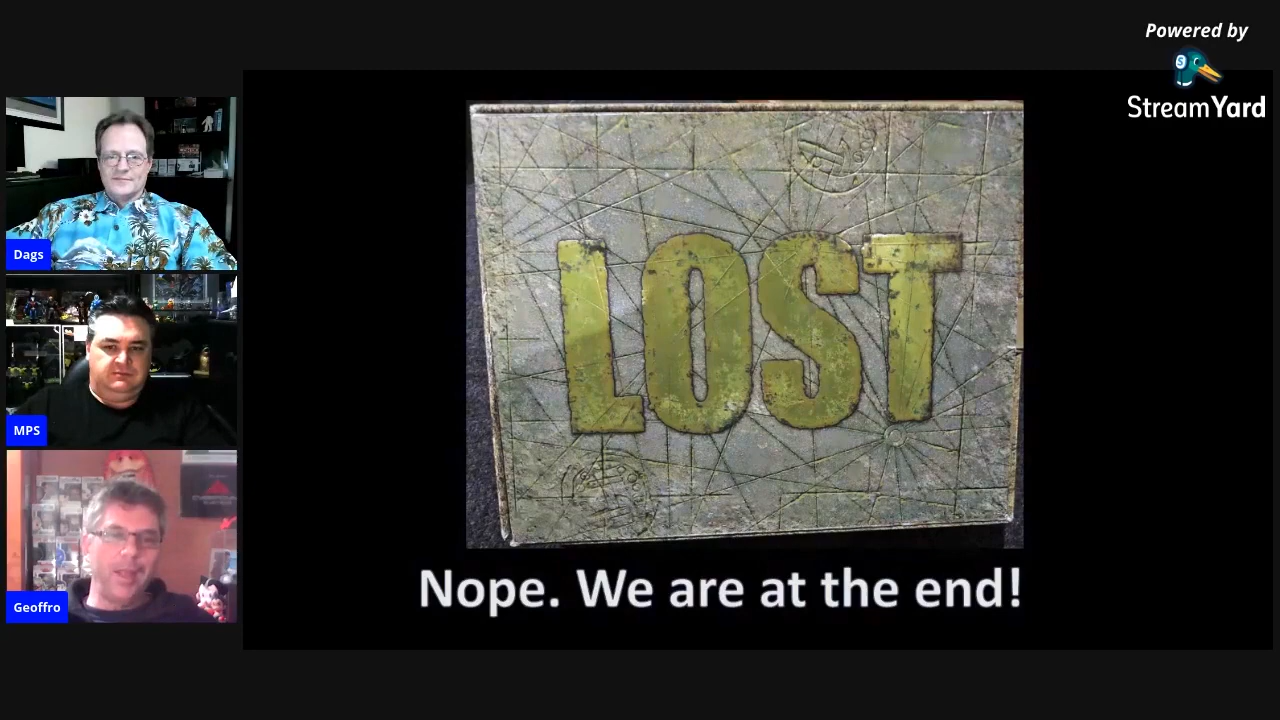 Powered by
StreamYard
Dags
MPS
Geoffro
LOST
Nope. We are at the end!